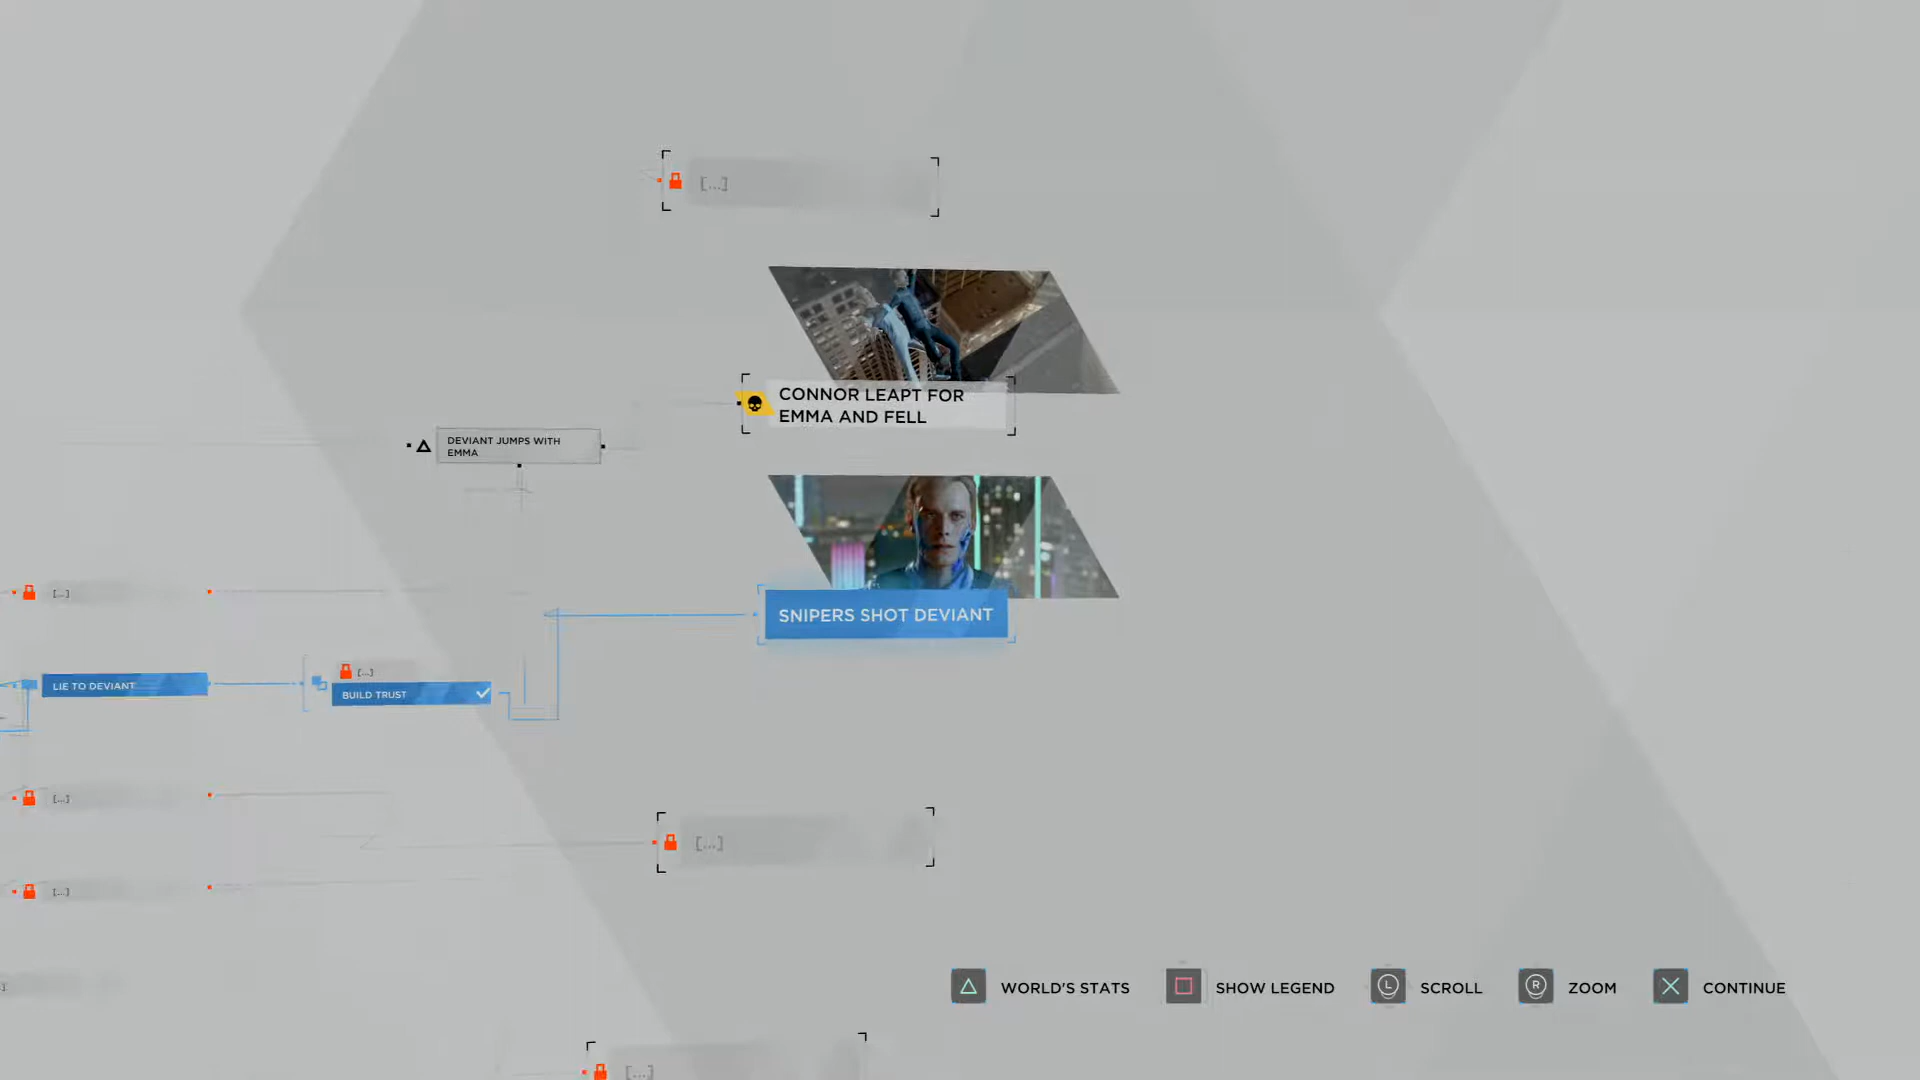 [...]
CONNOR LEAPT FOR
EMMA AND FELL
DEVIANT JUMPS WITH
EMMA
[...]
SNIPERS SHOT DEVIANT
[...]
LIE TO DEVIANT
BUILD TRUST
[...]
[...]
[...]
L
R
WORLD'S STATS
SHOW LEGEND
SCROLL
ZOOM
CONTINUE
[...]